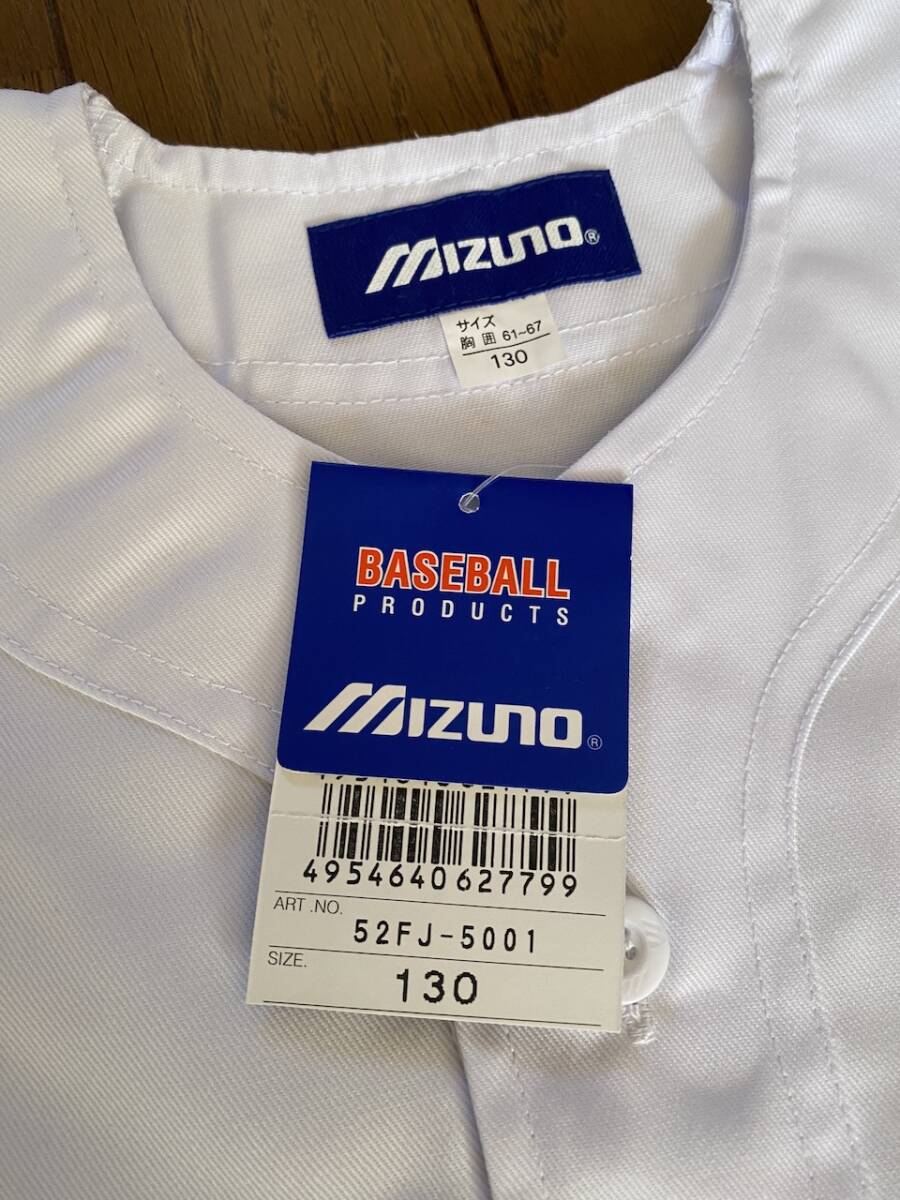 MIZUNO®
サイズ
胸囲 61~67
130
BASEBALL
PRODUCTS
MIZUNO®
4954640627799
ART.NO.
52FJ-5001
SIZE.
130